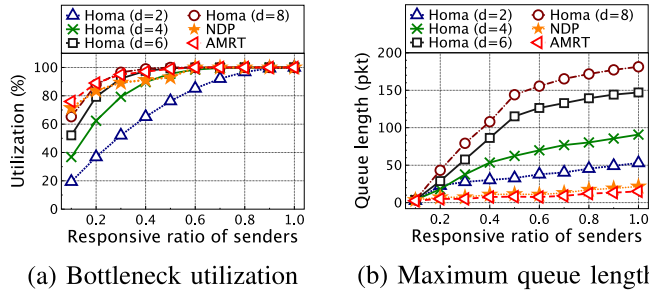 Homa (d=2) Homa (d=8)
Homa (d=4) NDP
Homa (d=6) AMRT
Utilization (%)
100
80
60
40
20
0
0.2 0.4 0.6 0.8 1.0
Responsive ratio of senders
(a) Bottleneck utilization
Homa (d=2) Homa (d=8)
Homa (d=4) NDP
Homa (d=6) AMRT
Queue length (pkt)
200
150
100
50
0
0.2 0.4 0.6 0.8 1.0
Responsive ratio of senders
(b) Maximum queue length